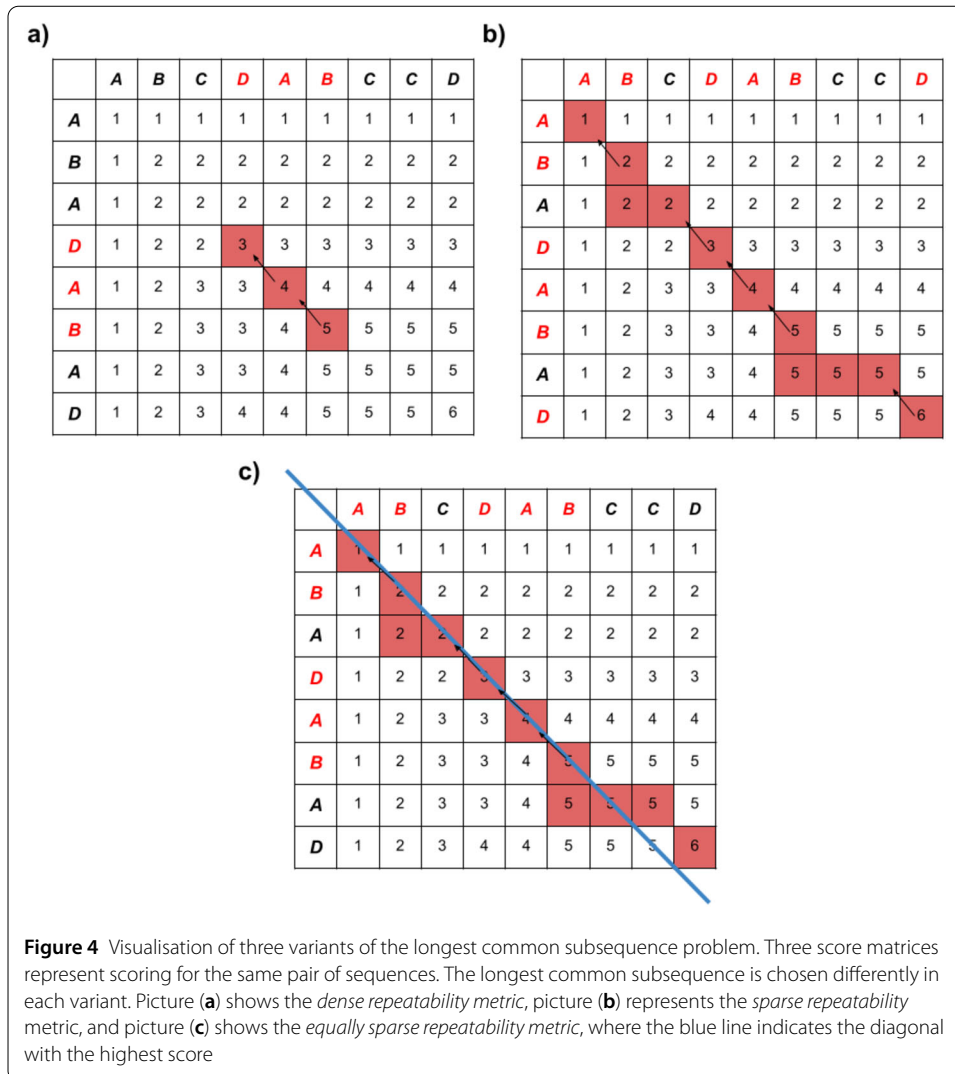 a)
A B C D A B C C D
A 1 1 1 1 1 1 1 1 1
B 1 2 2 2 2 2 2 2 2
A 1 2 2 2 2 2 2 2 2
D 1 2 2 3 3 3 3 3 3
A 1 2 3 3 4 4 4 4 4
B 1 2 3 3 4 5 5 5 5
A 1 2 3 3 4 5 5 5 5
D 1 2 3 4 4 5 5 5 6
b)
A B C D A B C C D
A 1 1 1 1 1 1 1 1 1
B 1 2 2 2 2 2 2 2 2
A 1 2 2 2 2 2 2 2 2
D 1 2 2 3 3 3 3 3 3
A 1 2 3 3 4 4 4 4 4
B 1 2 3 3 4 5 5 5 5
A 1 2 3 3 4 5 5 5 5
D 1 2 3 4 4 5 5 5 6
c)
A B C D A B C C D
A 1 1 1 1 1 1 1 1 1
B 1 2 2 2 2 2 2 2 2
A 1 2 2 2 2 2 2 2 2
D 1 2 2 3 3 3 3 3 3
A 1 2 3 3 4 4 4 4 4
B 1 2 3 3 4 5 5 5 5
A 1 2 3 3 4 5 5 5 5
D 1 2 3 4 4 5 5 5 6
Figure 4 Visualisation of three variants of the longest common subsequence problem. Three score matrices
represent scoring for the same pair of sequences. The longest common subsequence is chosen differently in
each variant. Picture (a) shows the dense repeatability metric, picture (b) represents the sparse repeatability
metric, and picture (c) shows the equally sparse repeatability metric, where the blue line indicates the diagonal
with the highest score